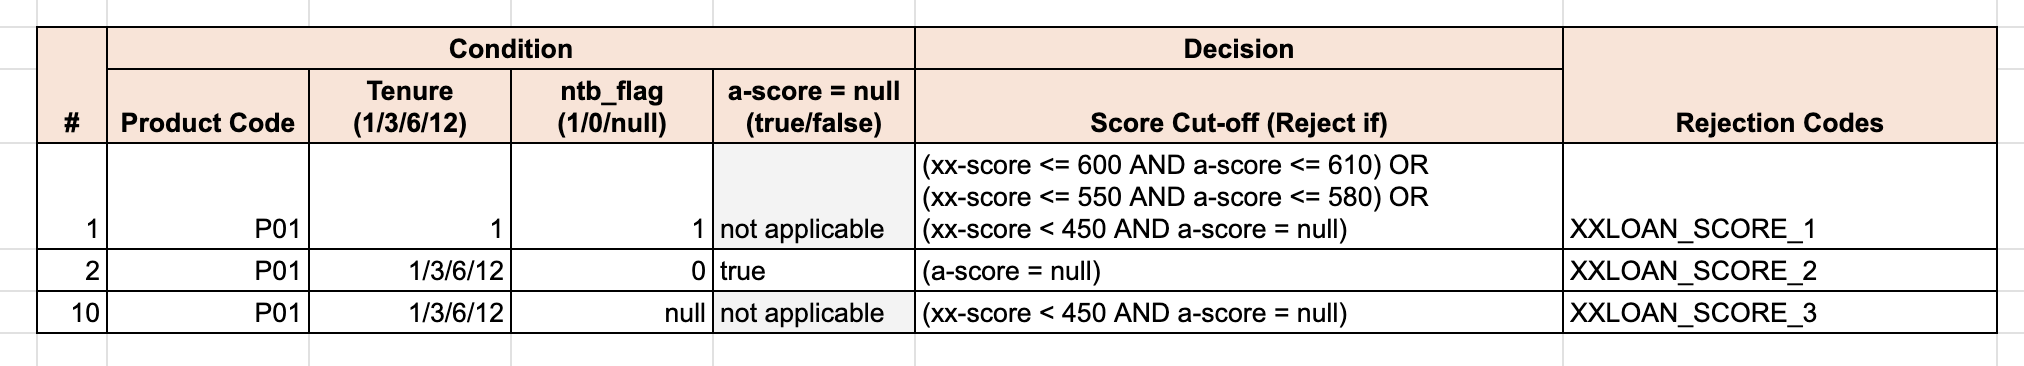 Condition
Decision
#
Product Code
Tenure
(1/3/6/12)
ntb_flag
(1/0/null)
a-score = null
(true/false)
Score Cut-off (Reject if)
Rejection Codes
1
P01
1
1
not applicable
(xx-score <= 600 AND a-score <= 610) OR
(xx-score <= 550 AND a-score <= 580) OR
(xx-score < 450 AND a-score = null)
XXLOAN_SCORE_1
2
P01
1/3/6/12
0
true
(a-score = null)
XXLOAN_SCORE_2
10
P01
1/3/6/12
null
not applicable
(xx-score < 450 AND a-score = null)
XXLOAN_SCORE_3